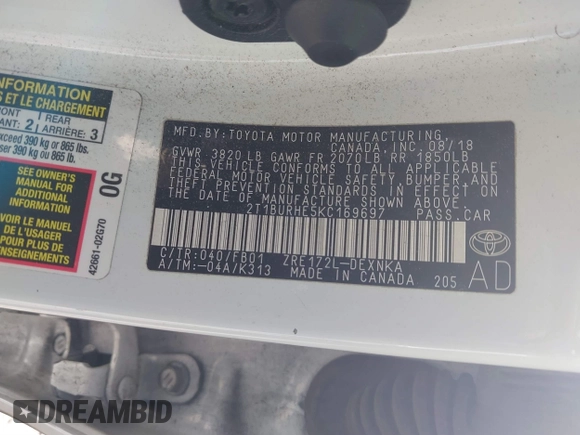 INFORMATION
G ET LE CHARGEMENT
REAR
ANT: 2 ARRIÈRE: 3
xceed 390 kg or 865 lbs.
ser 390 kg ou 865 lb.
SEE OWNER'S
MANUAL FOR
ADDITIONAL
INFORMATION
VOIR LE MANUEL
DE L'USAGER
POUR PLUS DE
RENSEIGNEMENTS
0G
42661-02G70
MFD. BY: TOYOTA MOTOR MANUFACTURING,
CANADA, INC. 08/18
GVWR 3820 LB GAWR FR 2070LB RR 1850LB
THIS VEHICLE CONFORMS TO ALL APPLICABLE
FEDERAL MOTOR VEHICLE SAFETY, BUMPER, AND
THEFT PREVENTION STANDARDS IN EFFECT ON
THE DATE OF MANUFACTURE SHOWN ABOVE.
2T1BURHE5KC169697 PASS.CAR
C/TR: 040/FB01 ZRE172L-DEXNKA
A/TM: -04A/K313 MADE IN CANADA 205
TOYOTA
AD
DREAMBID